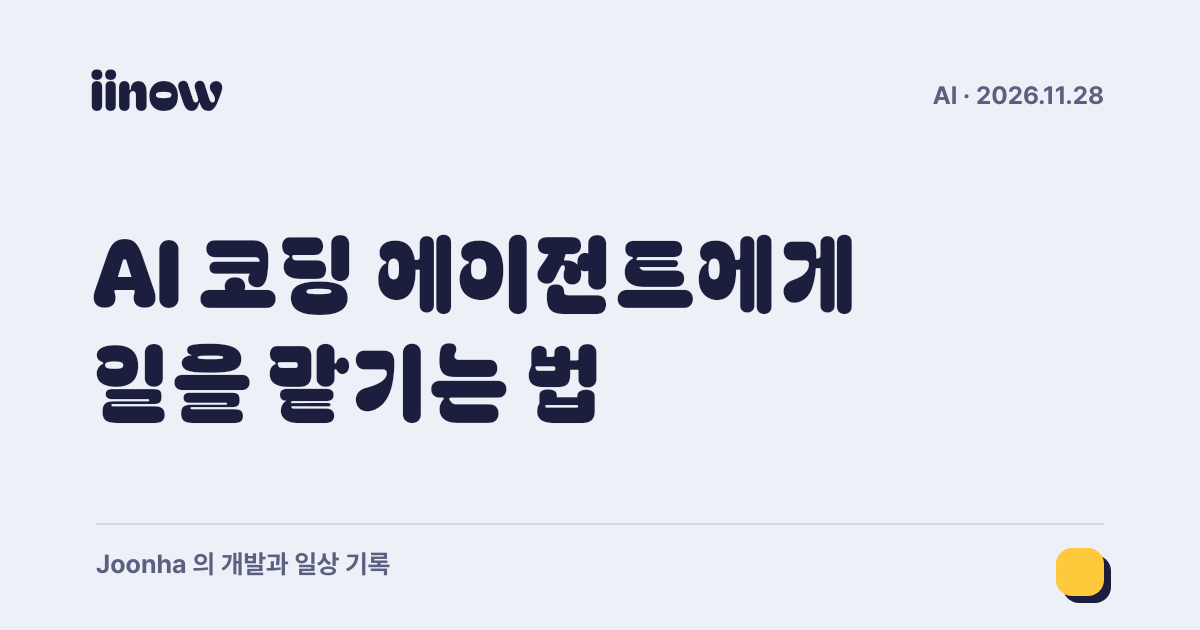 iinow
AI · 2026.11.28
AI 코딩 에이전트에게
일을 맡기는 법
Joonha 의 개발과 일상 기록